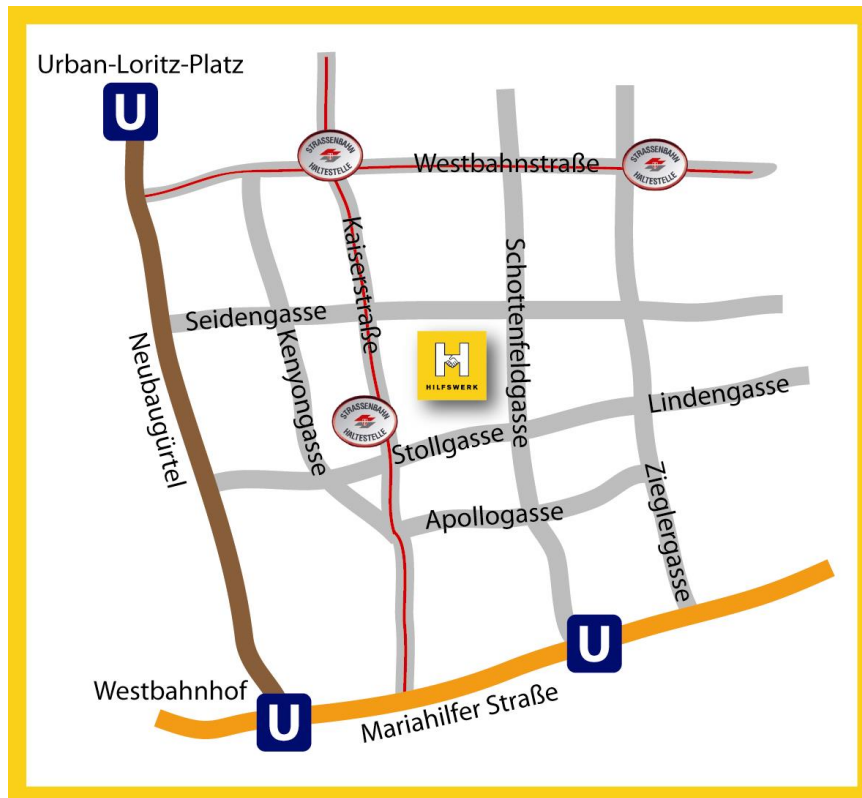 Urban-Loritz-Platz
U
STRASSENBAHN
HALTESTELLE
Westbahnstraße
STRASSENBAHN
HALTESTELLE
Kaiserstraße
Schottenfeldgasse
Seidengasse
Kenyongasse
Neubaugürtel
H
HILFSWERK
STRASSENBAHN
HALTESTELLE
Stollgasse
Lindengasse
Apollogasse
Zieglergasse
U
Westbahnhof
U
Mariahilfer Straße